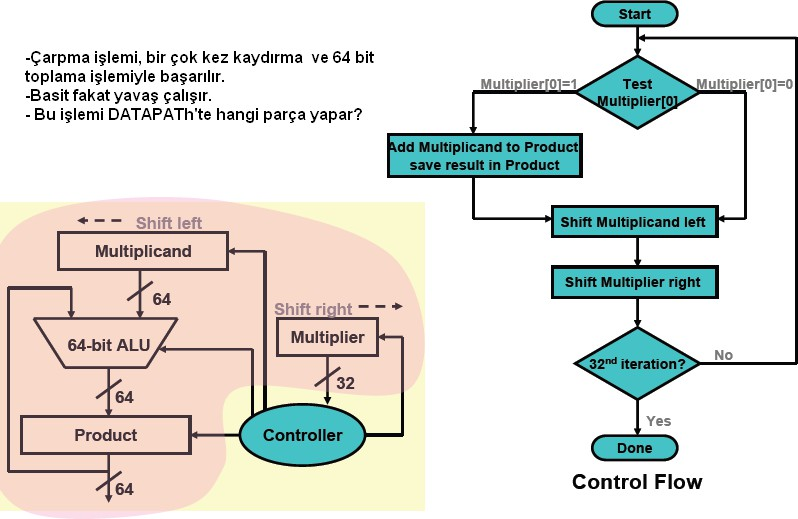 -Çarpma işlemi, bir çok kez kaydırma ve 64 bit
toplama işlemiyle başarılır.
-Basit fakat yavaş çalışır.
- Bu işlemi DATAPATh'te hangi parça yapar?
Start
Multiplier[0]=1
Test
Multiplier[0]
Multiplier[0]=0
Add Multiplicand to Product
save result in Product
Shift Multiplicand left
Shift Multiplier right
32nd iteration?
No
Yes
Done
Control Flow
Shift left
Multiplicand
64
Shift right
64-bit ALU
Multiplier
64
32
Product
Controller
64